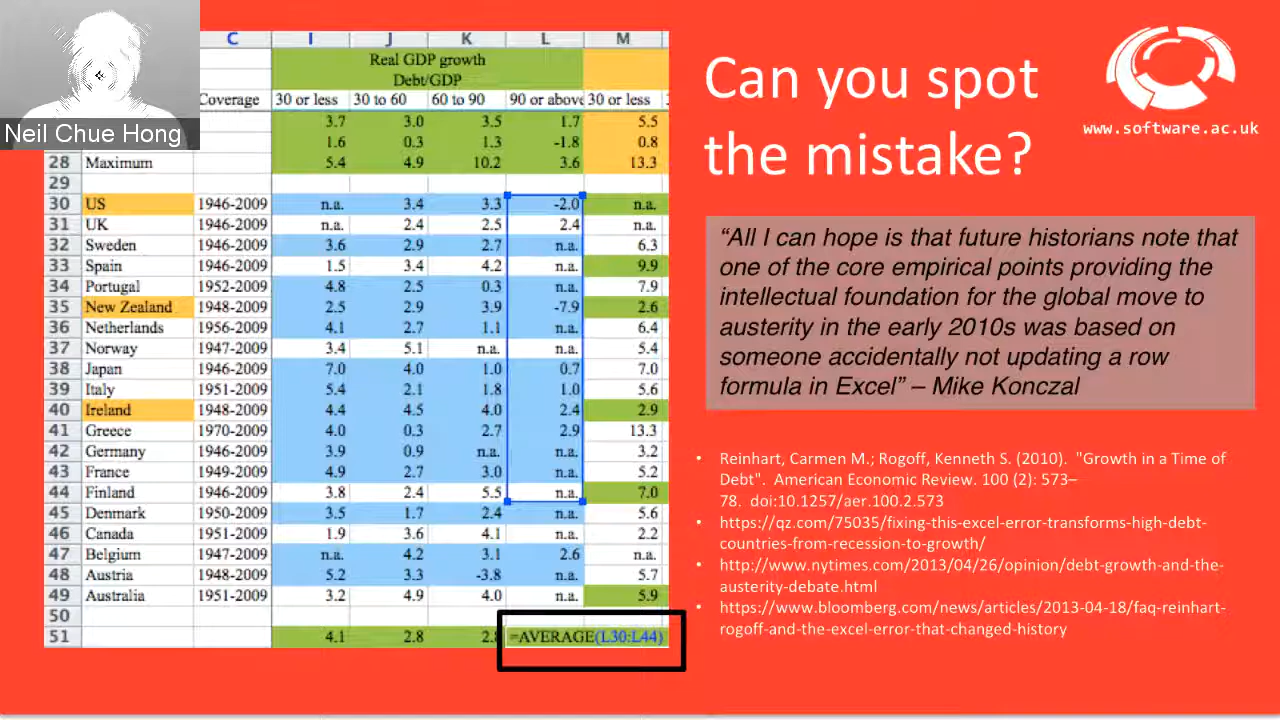 Neil Chue Hong
C I J K L M
Real GDP growth
Debt/GDP
Coverage 30 or less 30 to 60 60 to 90 90 or above 30 or less
3.7 3.0 3.5 1.7 5.5
1.6 0.3 1.3 -1.8 0.8
28 Maximum 5.4 4.9 10.2 3.6 13.3
29
30 US 1946-2009 n.a. 3.4 3.3 -2.0 n.a.
31 UK 1946-2009 n.a. 2.4 2.5 2.4 n.a.
32 Sweden 1946-2009 3.6 2.9 2.7 n.a. 6.3
33 Spain 1946-2009 1.5 3.4 4.2 n.a. 9.9
34 Portugal 1952-2009 4.8 2.5 0.3 n.a. 7.9
35 New Zealand 1948-2009 2.5 2.9 3.9 -7.9 2.6
36 Netherlands 1956-2009 4.1 2.7 1.1 n.a. 6.4
37 Norway 1947-2009 3.4 5.1 n.a. n.a. 5.4
38 Japan 1946-2009 7.0 4.0 1.0 0.7 7.0
39 Italy 1951-2009 5.4 2.1 1.8 1.0 5.6
40 Ireland 1948-2009 4.4 4.5 4.0 2.4 2.9
41 Greece 1970-2009 4.0 0.3 2.7 2.9 13.3
42 Germany 1946-2009 3.9 0.9 n.a. n.a. 3.2
43 France 1949-2009 4.9 2.7 3.0 n.a. 5.2
44 Finland 1946-2009 3.8 2.4 5.5 n.a. 7.0
45 Denmark 1950-2009 3.5 1.7 2.4 n.a. 5.6
46 Canada 1951-2009 1.9 3.6 4.1 n.a. 2.2
47 Belgium 1947-2009 n.a. 4.2 3.1 2.6 n.a.
48 Austria 1948-2009 5.2 3.3 -3.8 n.a. 5.7
49 Australia 1951-2009 3.2 4.9 4.0 n.a. 5.9
50
51 4.1 2.8 =AVERAGE(L30:L44)
Can you spot
the mistake?
www.software.ac.uk
“All I can hope is that future historians note that
one of the core empirical points providing the
intellectual foundation for the global move to
austerity in the early 2010s was based on
someone accidentally not updating a row
formula in Excel” – Mike Konczal
• Reinhart, Carmen M.; Rogoff, Kenneth S. (2010). "Growth in a Time of
Debt". American Economic Review. 100 (2): 573–
78. doi:10.1257/aer.100.2.573
• https://qz.com/75035/fixing-this-excel-error-transforms-high-debt-
countries-from-recession-to-growth/
• http://www.nytimes.com/2013/04/26/opinion/debt-growth-and-the-
austerity-debate.html
• https://www.bloomberg.com/news/articles/2013-04-18/faq-reinhart-
rogoff-and-the-excel-error-that-changed-history